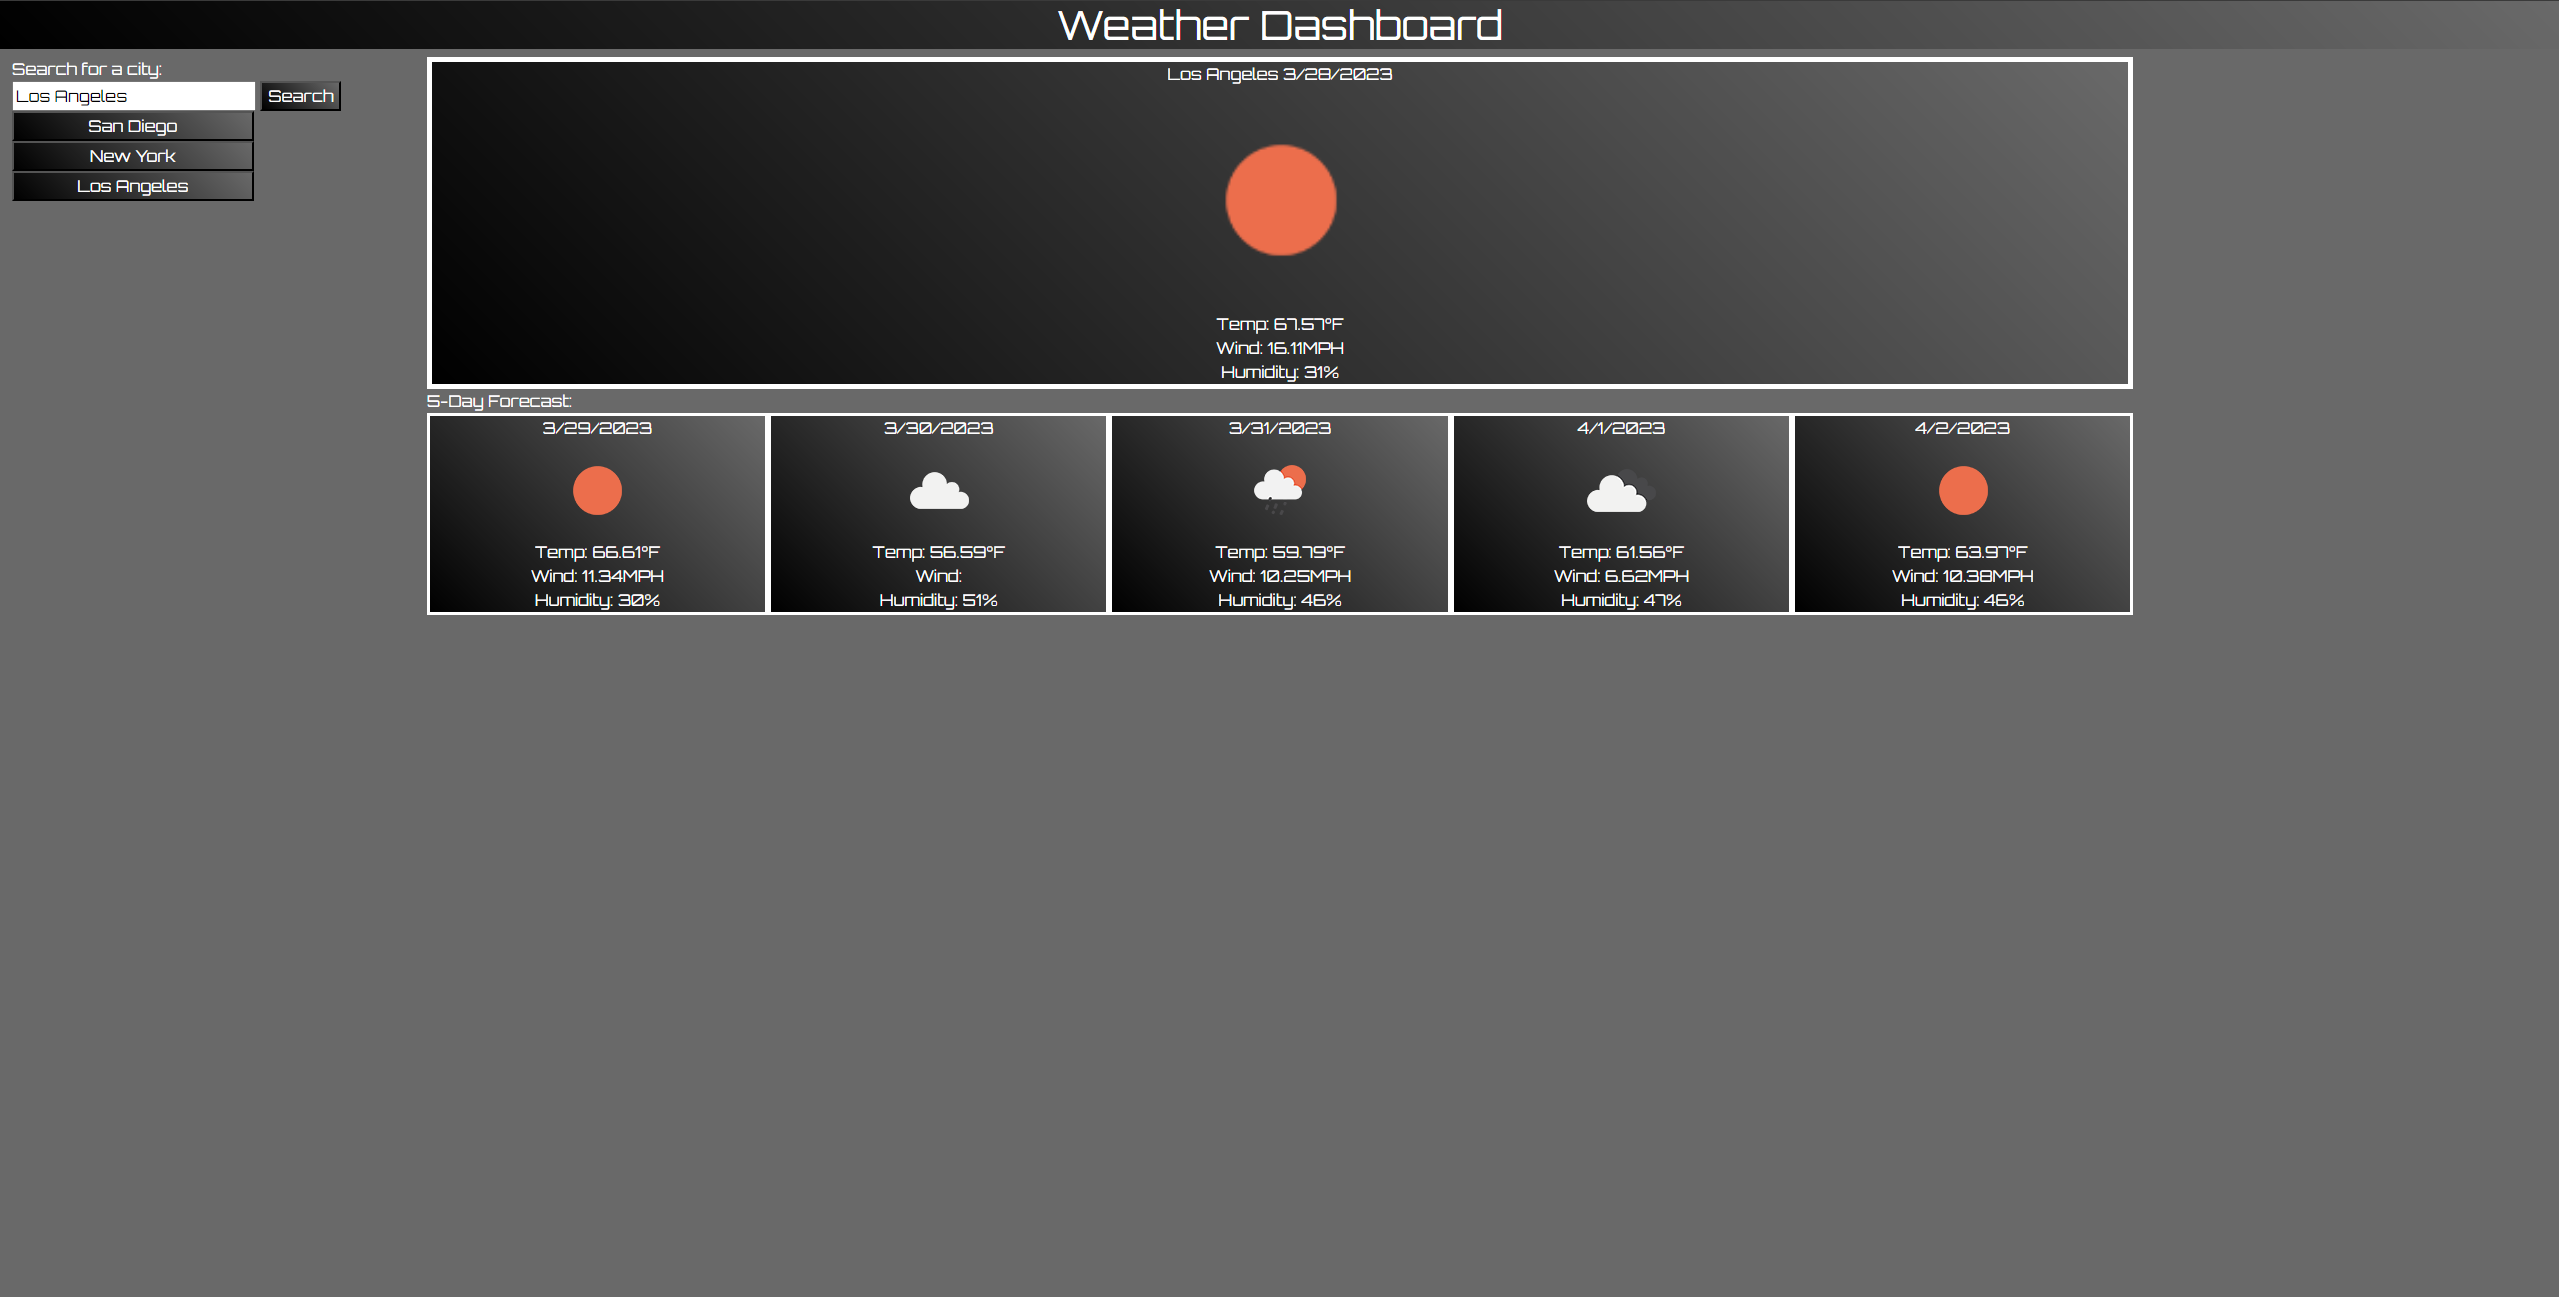 Weather Dashboard
Search for a city:
Los Angeles Search
San Diego
New York
Los Angeles
Los Angeles 3/28/2023
Temp: 67.57°F
Wind: 16.11MPH
Humidity: 31%
5-Day Forecast:
3/29/2023
Temp: 66.61°F
Wind: 11.34MPH
Humidity: 30%
3/30/2023
Temp: 56.59°F
Wind:
Humidity: 51%
3/31/2023
Temp: 59.79°F
Wind: 10.25MPH
Humidity: 46%
4/1/2023
Temp: 61.56°F
Wind: 6.62MPH
Humidity: 47%
4/2/2023
Temp: 63.97°F
Wind: 10.38MPH
Humidity: 46%